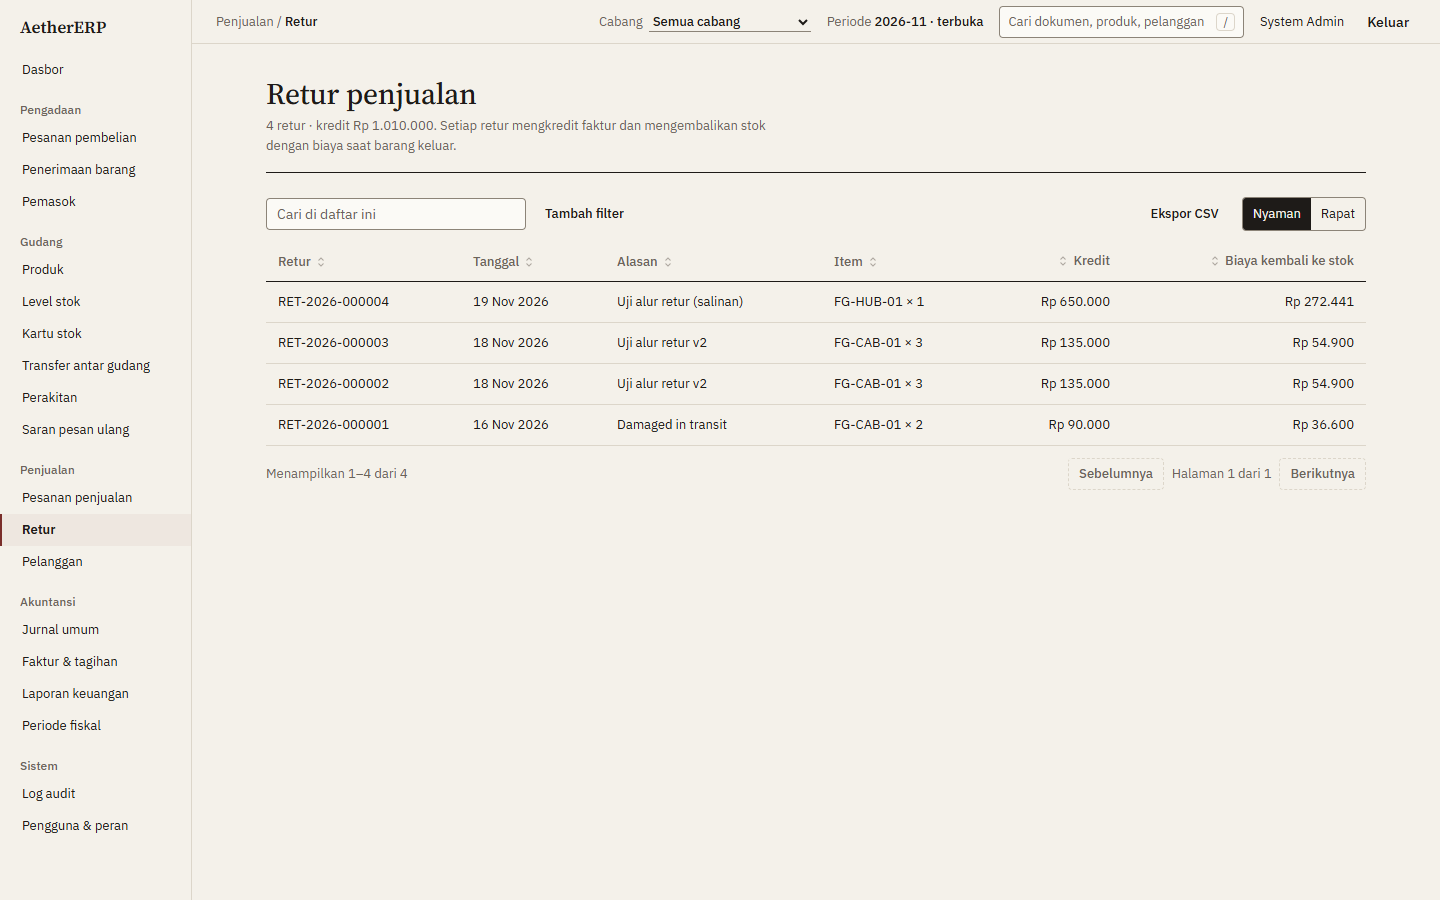 AetherERP
Dasbor
Pengadaan
Pesanan pembelian
Penerimaan barang
Pemasok
Gudang
Produk
Level stok
Kartu stok
Transfer antar gudang
Perakitan
Saran pesan ulang
Penjualan
Pesanan penjualan
Retur
Pelanggan
Akuntansi
Jurnal umum
Faktur & tagihan
Laporan keuangan
Periode fiskal
Sistem
Log audit
Pengguna & peran
Penjualan / Retur
Cabang Semua cabang
Periode 2026-11 · terbuka
Cari dokumen, produk, pelanggan /
System Admin
Keluar
Retur penjualan
4 retur · kredit Rp 1.010.000. Setiap retur mengkredit faktur dan mengembalikan stok
dengan biaya saat barang keluar.
Cari di daftar ini
Tambah filter
Ekspor CSV
Nyaman Rapat
Retur Tanggal Alasan Item Kredit Biaya kembali ke stok
RET-2026-000004 19 Nov 2026 Uji alur retur (salinan) FG-HUB-01 × 1 Rp 650.000 Rp 272.441
RET-2026-000003 18 Nov 2026 Uji alur retur v2 FG-CAB-01 × 3 Rp 135.000 Rp 54.900
RET-2026-000002 18 Nov 2026 Uji alur retur v2 FG-CAB-01 × 3 Rp 135.000 Rp 54.900
RET-2026-000001 16 Nov 2026 Damaged in transit FG-CAB-01 × 2 Rp 90.000 Rp 36.600
Menampilkan 1–4 dari 4
Sebelumnya Halaman 1 dari 1 Berikutnya